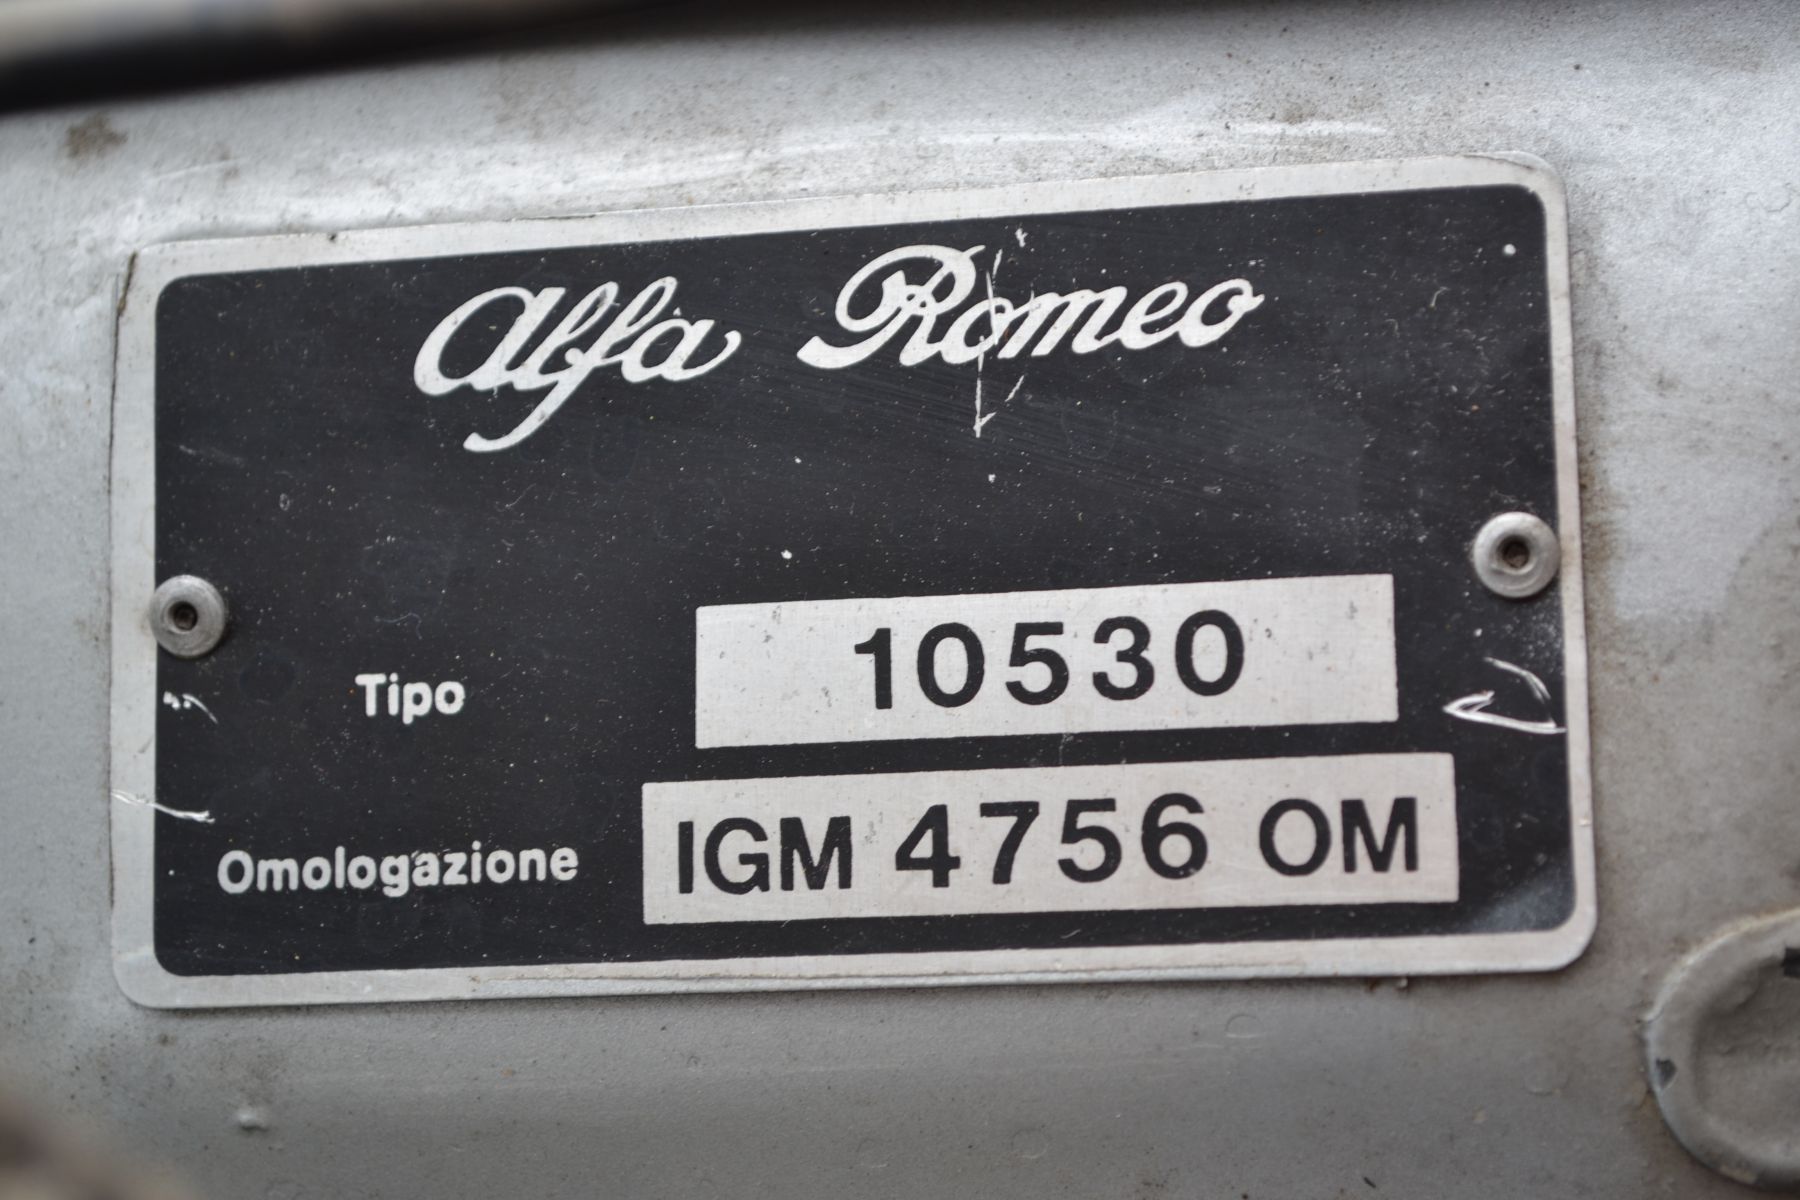 Alfa Romeo
Tipo 10530
Omologazione IGM 4756 OM